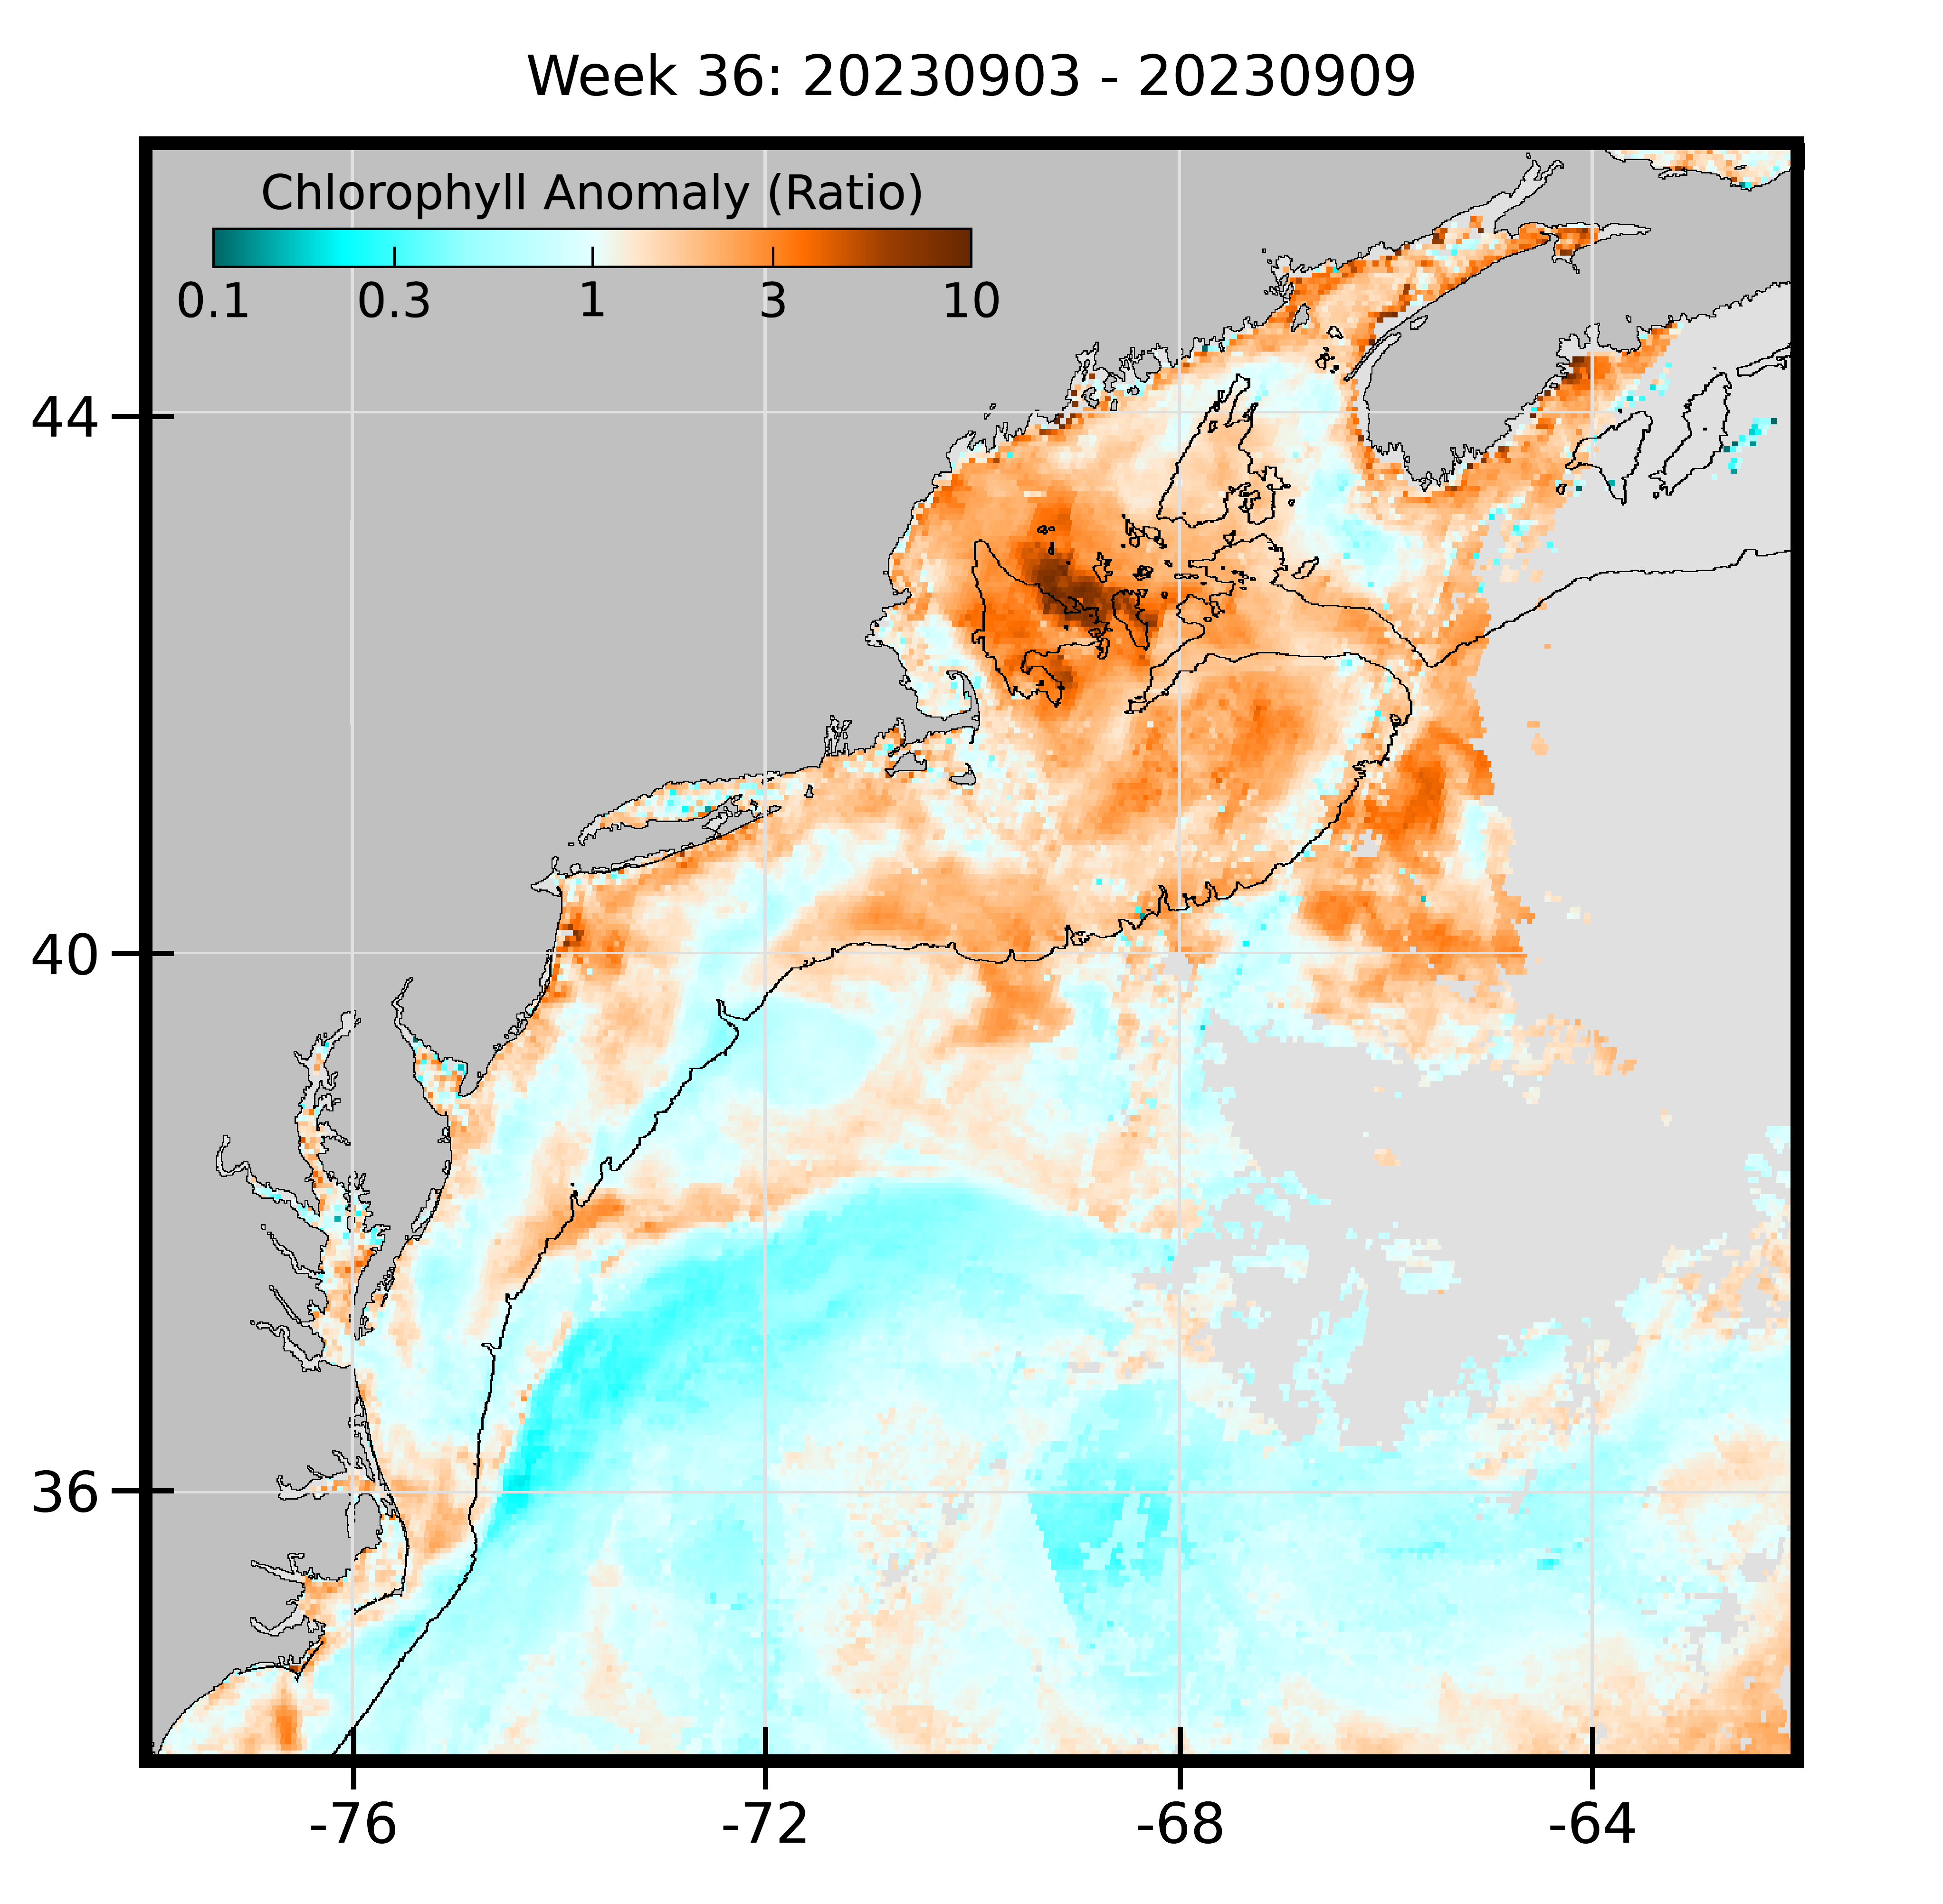 Week 36: 20230903 - 20230909
Chlorophyll Anomaly (Ratio)
0.1 0.3 1 3 10
44
40
36
-76 -72 -68 -64